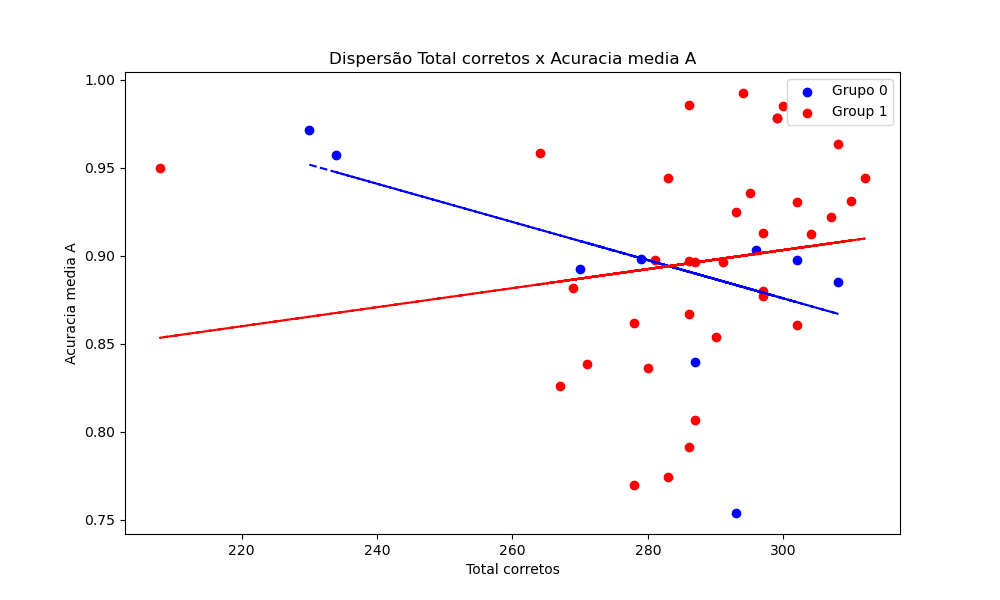 Dispersão Total corretos x Acuracia media A
Grupo 0
Group 1
1.00
0.95
0.90
0.85
0.80
0.75
Acuracia media A
220
240
260
280
300
Total corretos